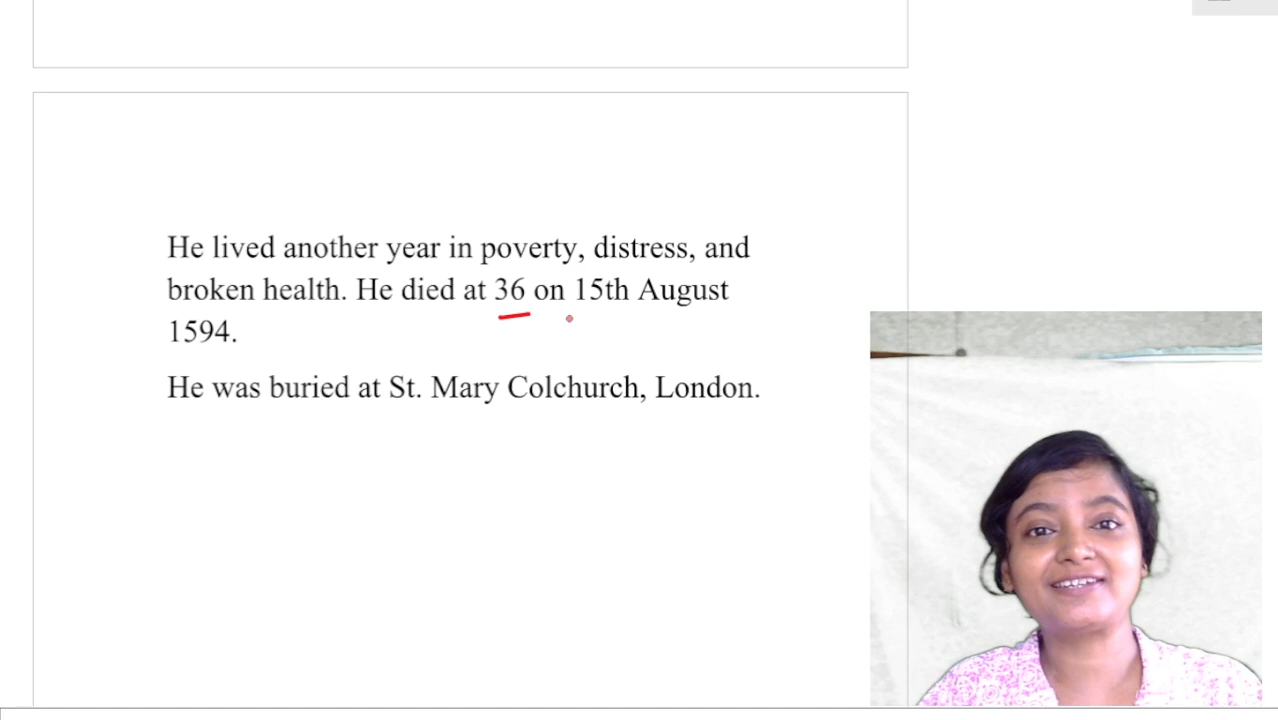 He lived another year in poverty, distress, and
broken health. He died at 36 on 15th August
1594.
He was buried at St. Mary Colchurch, London.